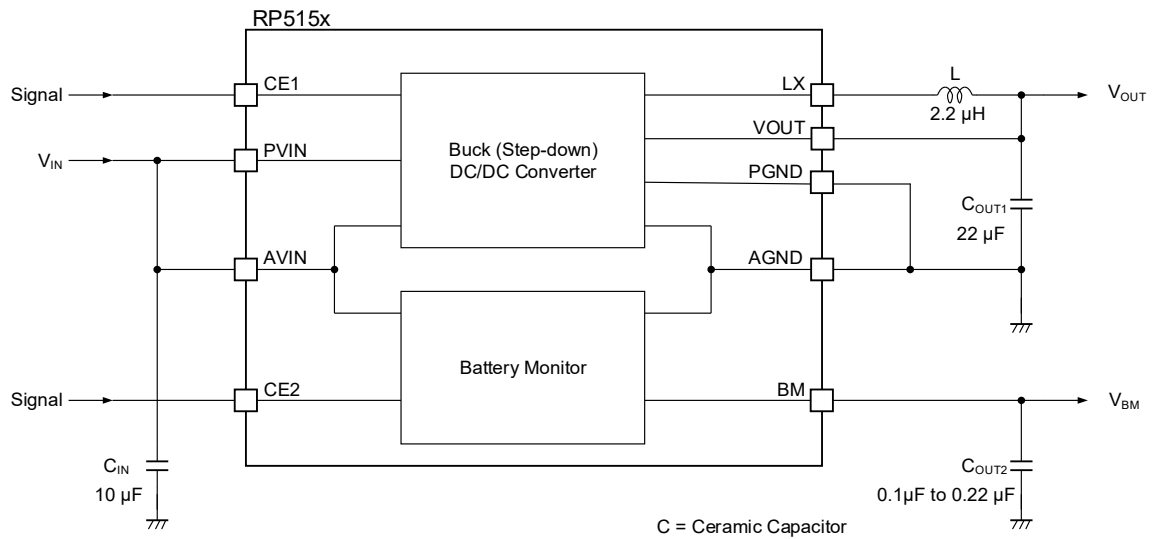 RP515x
Signal
CE1
LX
L
2.2 µH
VOUT
VOUT
VIN
PVIN
Buck (Step-down)
DC/DC Converter
PGND
COUT1
22 µF
AVIN
AGND
Battery Monitor
Signal
CE2
BM
VBM
CIN
10 µF
COUT2
0.1µF to 0.22 µF
C = Ceramic Capacitor